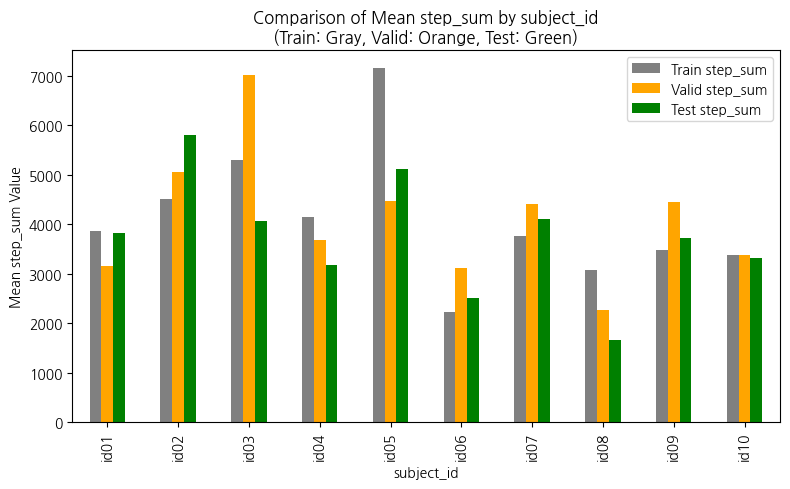 Comparison of Mean step_sum by subject_id
(Train: Gray, Valid: Orange, Test: Green)
Train step_sum
Valid step_sum
Test step_sum
Mean step_sum Value
7000
6000
5000
4000
3000
2000
1000
0
id01
id02
id03
id04
id05
id06
id07
id08
id09
id10
subject_id